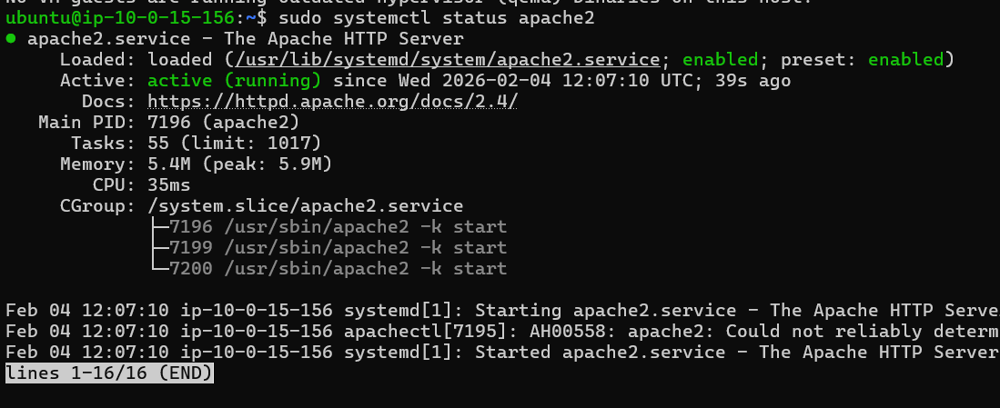 No VM guests are running outdated hypervisor (qemu) binaries on this host.
ubuntu@ip-10-0-15-156:~$ sudo systemctl status apache2
● apache2.service - The Apache HTTP Server
Loaded: loaded (/usr/lib/systemd/system/apache2.service; enabled; preset: enabled)
Active: active (running) since Wed 2026-02-04 12:07:10 UTC; 39s ago
Docs: https://httpd.apache.org/docs/2.4/
Main PID: 7196 (apache2)
Tasks: 55 (limit: 1017)
Memory: 5.4M (peak: 5.9M)
CPU: 35ms
CGroup: /system.slice/apache2.service
├─7196 /usr/sbin/apache2 -k start
├─7199 /usr/sbin/apache2 -k start
└─7200 /usr/sbin/apache2 -k start
Feb 04 12:07:10 ip-10-0-15-156 systemd[1]: Starting apache2.service - The Apache HTTP Serve
Feb 04 12:07:10 ip-10-0-15-156 apachectl[7195]: AH00558: apache2: Could not reliably determ
Feb 04 12:07:10 ip-10-0-15-156 systemd[1]: Started apache2.service - The Apache HTTP Server
lines 1-16/16 (END)